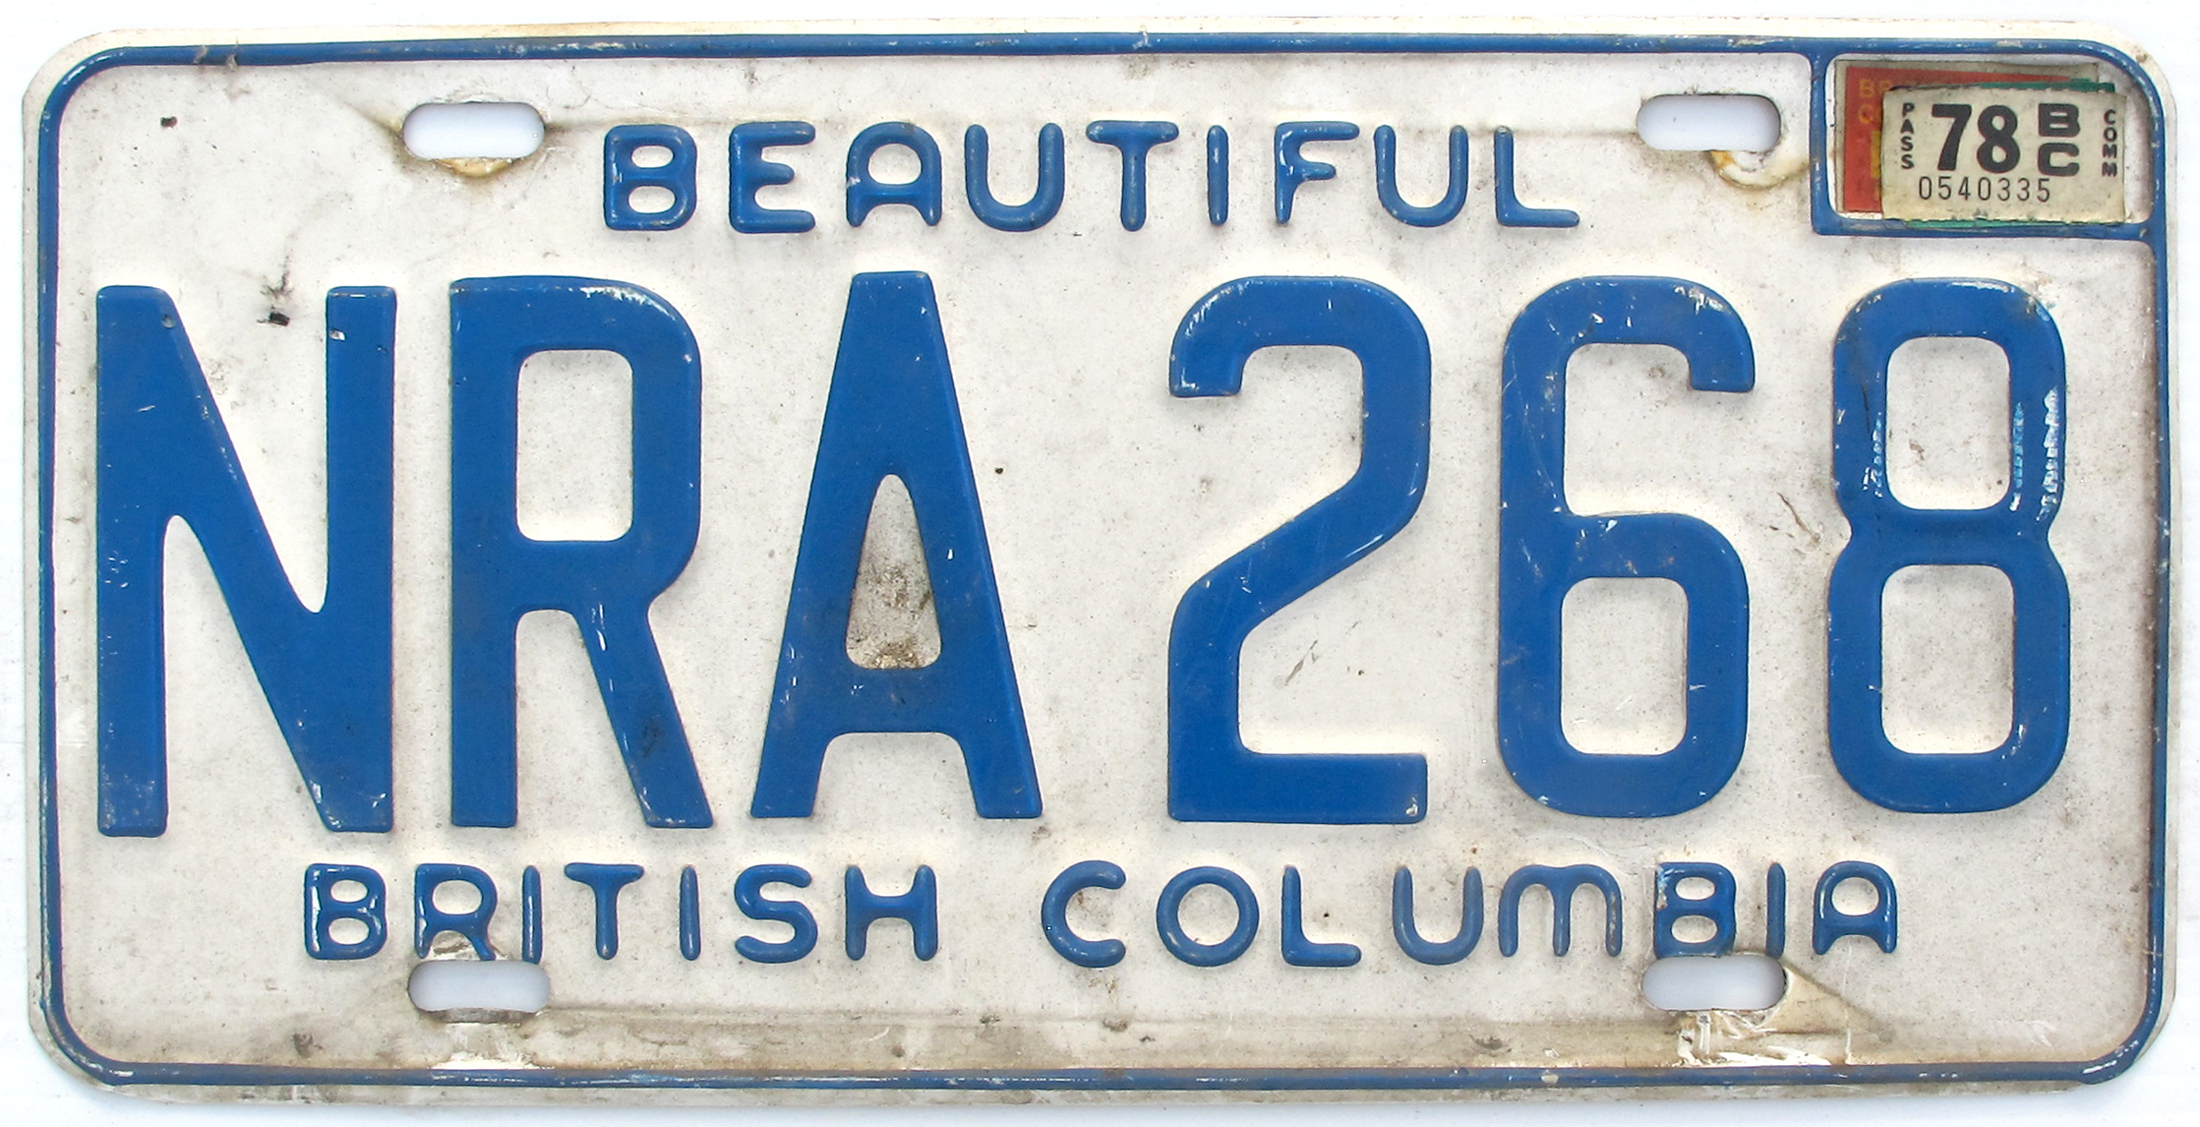 BEAUTIFUL
PASS 78 BC COMM
0540335
NRA 268
BRITISH COLUMBIA